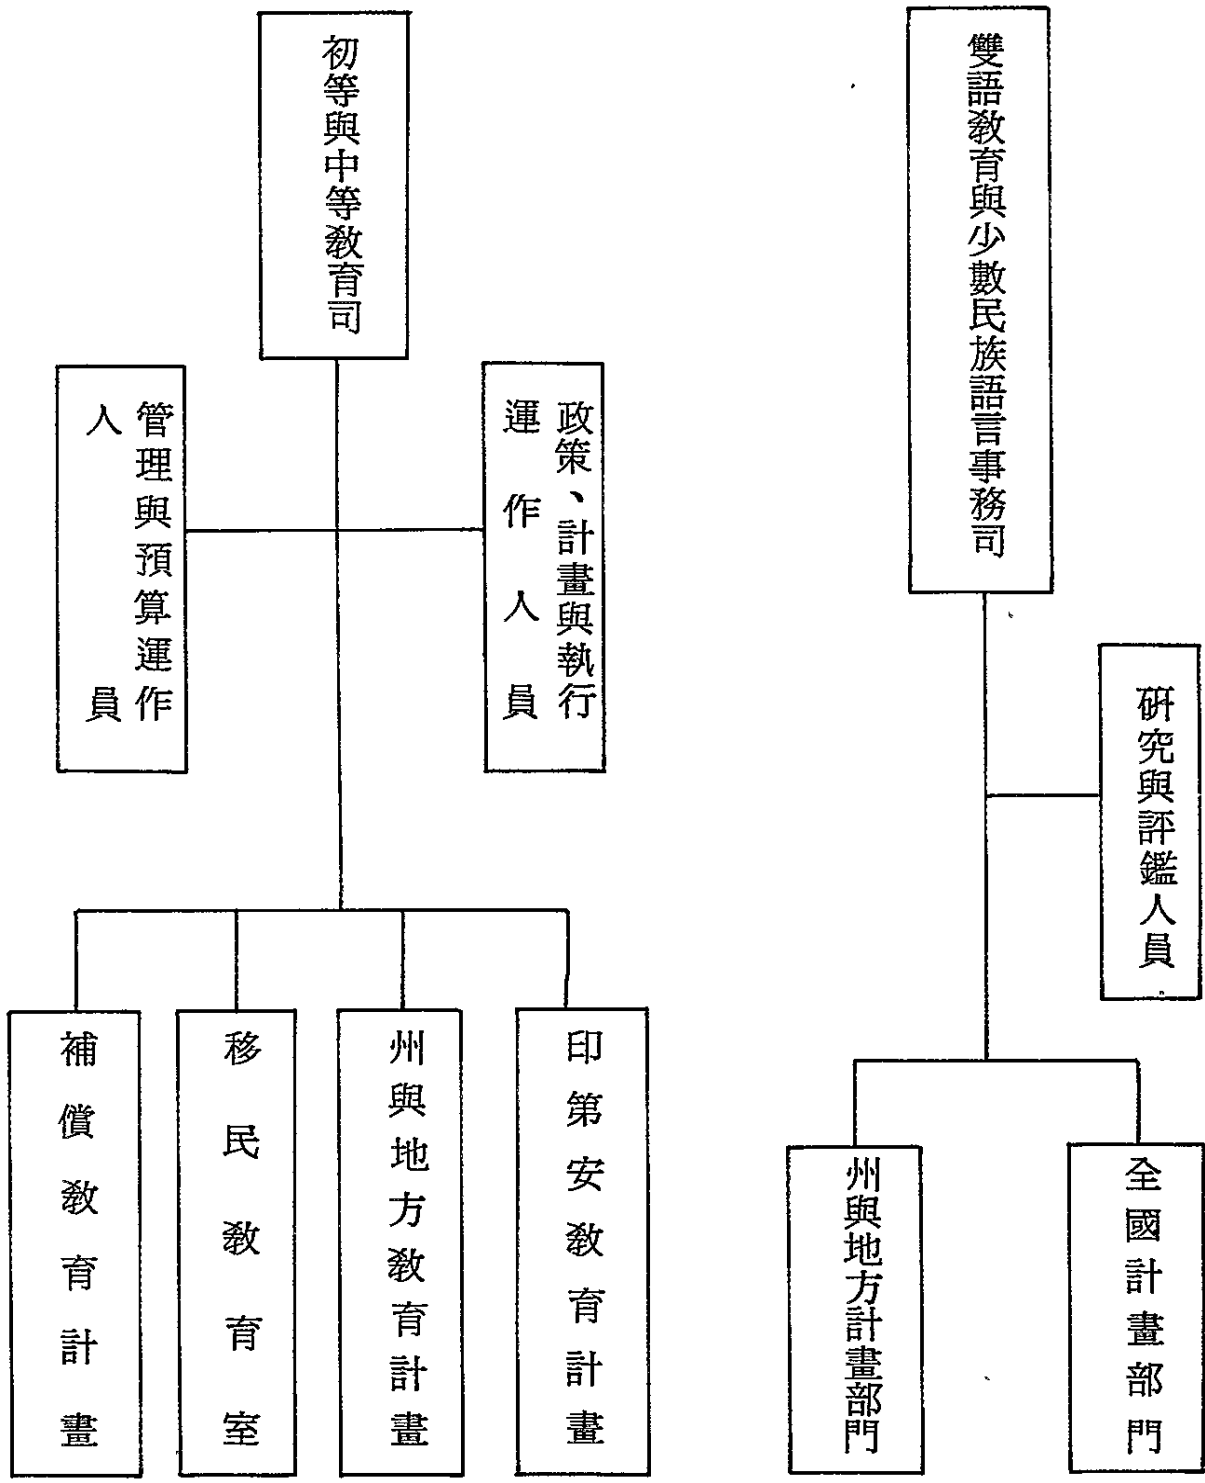 雙語教育與少數民族語言事務司
研究與評鑑人員
全國計畫部門
州與地方計畫部門
初等與中等教育司
政策、計畫與執行
運作人員
管理與預算運作
人員
印第安教育計畫
州與地方教育計畫
移民教育室
補償教育計畫